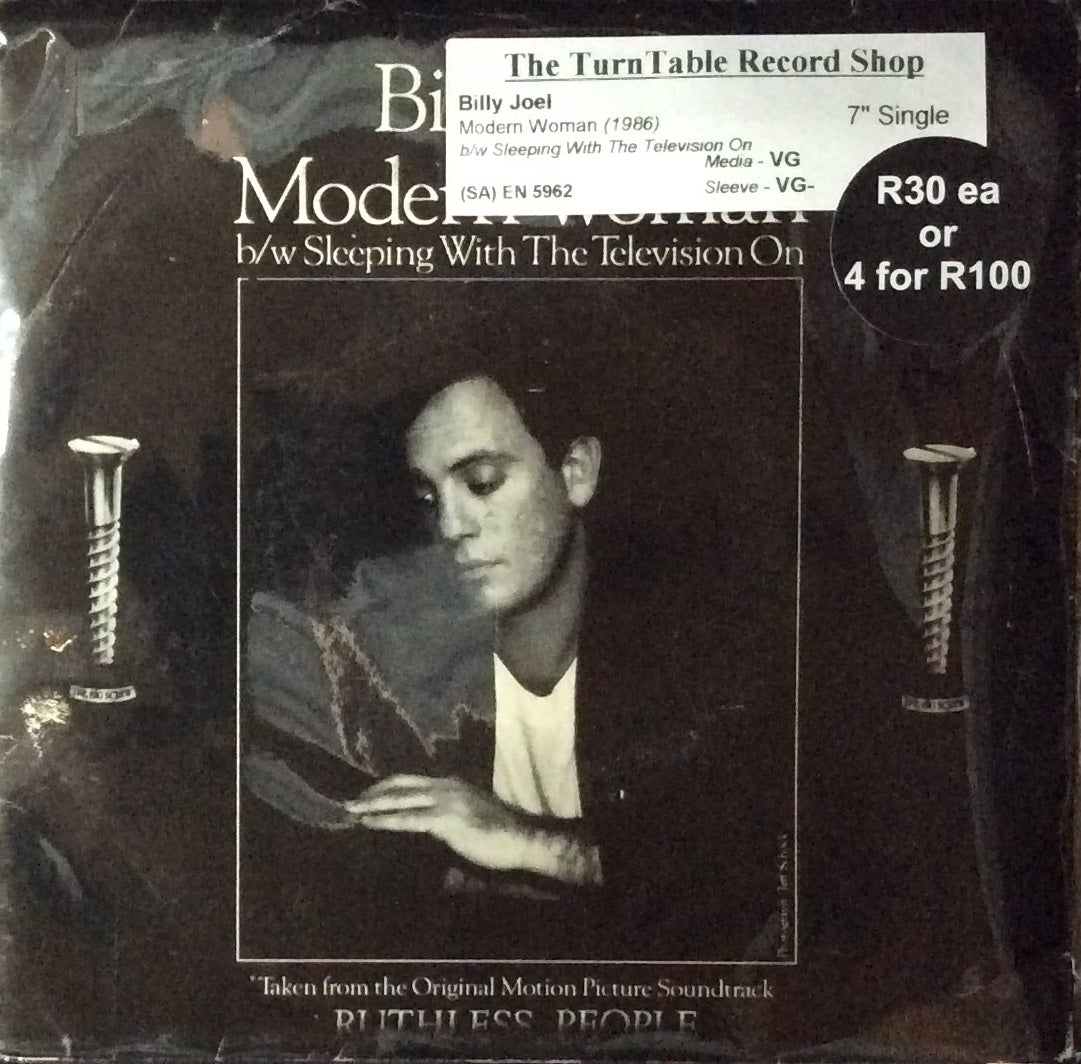 The TurnTable Record Shop
Billy Joel
7" Single
Modern Woman (1986)
b/w Sleeping With The Television On
Media - VG
(SA) EN 5962
Sleeve - VG-
R30 ea
or
4 for R100
Bi
Modern Woman
b/w Sleeping With The Television On
"Taken from the Original Motion Picture Soundtrack
RUTHLESS PEOPLE